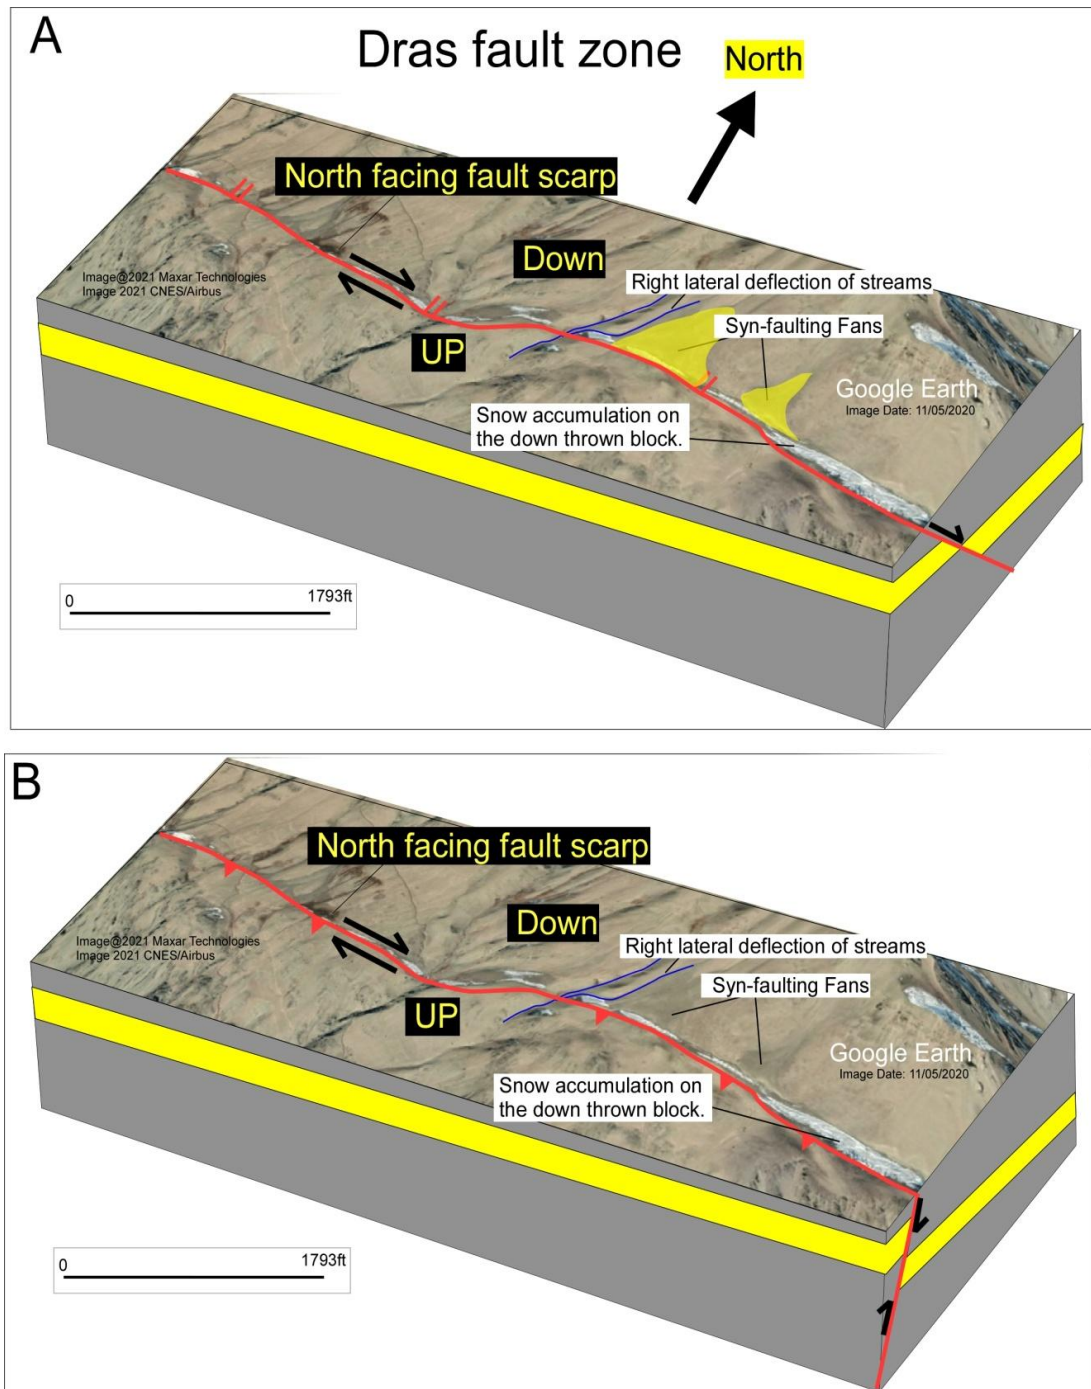 A
Dras fault zone
North
North facing fault scarp
Down
Right lateral deflection of streams
Image@2021 Maxar Technologies
Image 2021 CNES/Airbus
Syn-faulting Fans
UP
Google Earth
Image Date: 11/05/2020
Snow accumulation on
the down thrown block.
0 1793ft
B
North facing fault scarp
Down
Right lateral deflection of streams
Image@2021 Maxar Technologies
Image 2021 CNES/Airbus
Syn-faulting Fans
UP
Google Earth
Image Date: 11/05/2020
Snow accumulation on
the down thrown block.
0 1793ft